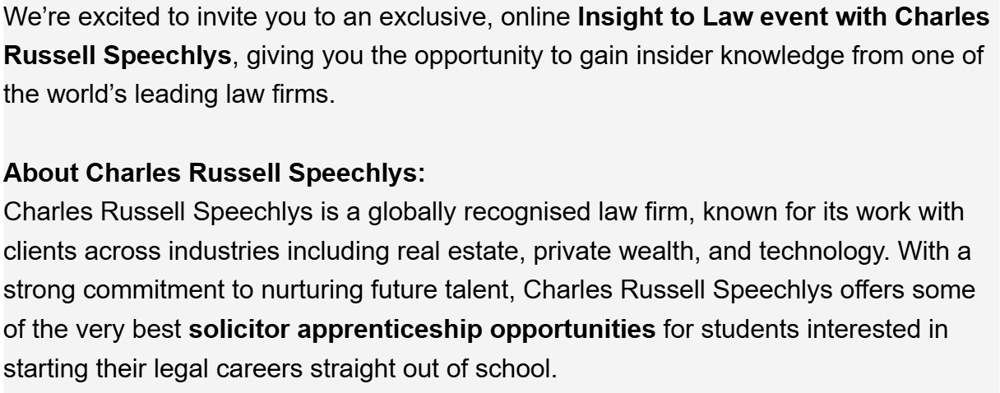 We’re excited to invite you to an exclusive, online Insight to Law event with Charles
Russell Speechlys, giving you the opportunity to gain insider knowledge from one of
the world’s leading law firms.
About Charles Russell Speechlys:
Charles Russell Speechlys is a globally recognised law firm, known for its work with
clients across industries including real estate, private wealth, and technology. With a
strong commitment to nurturing future talent, Charles Russell Speechlys offers some
of the very best solicitor apprenticeship opportunities for students interested in
starting their legal careers straight out of school.